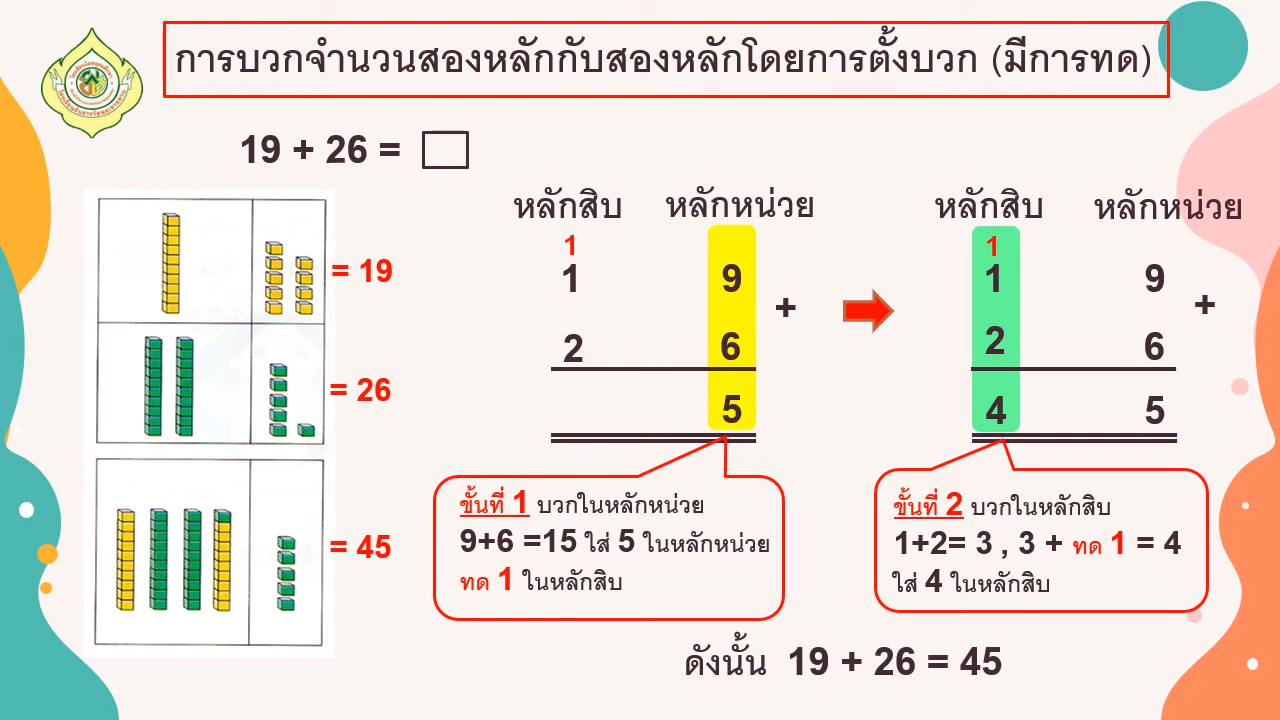 การบวกจำนวนสองหลักกับสองหลักโดยการตั้งบวก (มีการทด)
19 + 26 =
= 19
= 26
= 45
หลักสิบ หลักหน่วย
1
1 9
+
2 6
5
ขั้นที่ 1 บวกในหลักหน่วย
9+6 =15 ใส่ 5 ในหลักหน่วย
ทด 1 ในหลักสิบ
หลักสิบ หลักหน่วย
1
1 9
+
2 6
4 5
ขั้นที่ 2 บวกในหลักสิบ
1+2= 3 , 3 + ทด 1 = 4
ใส่ 4 ในหลักสิบ
ดังนั้น 19 + 26 = 45